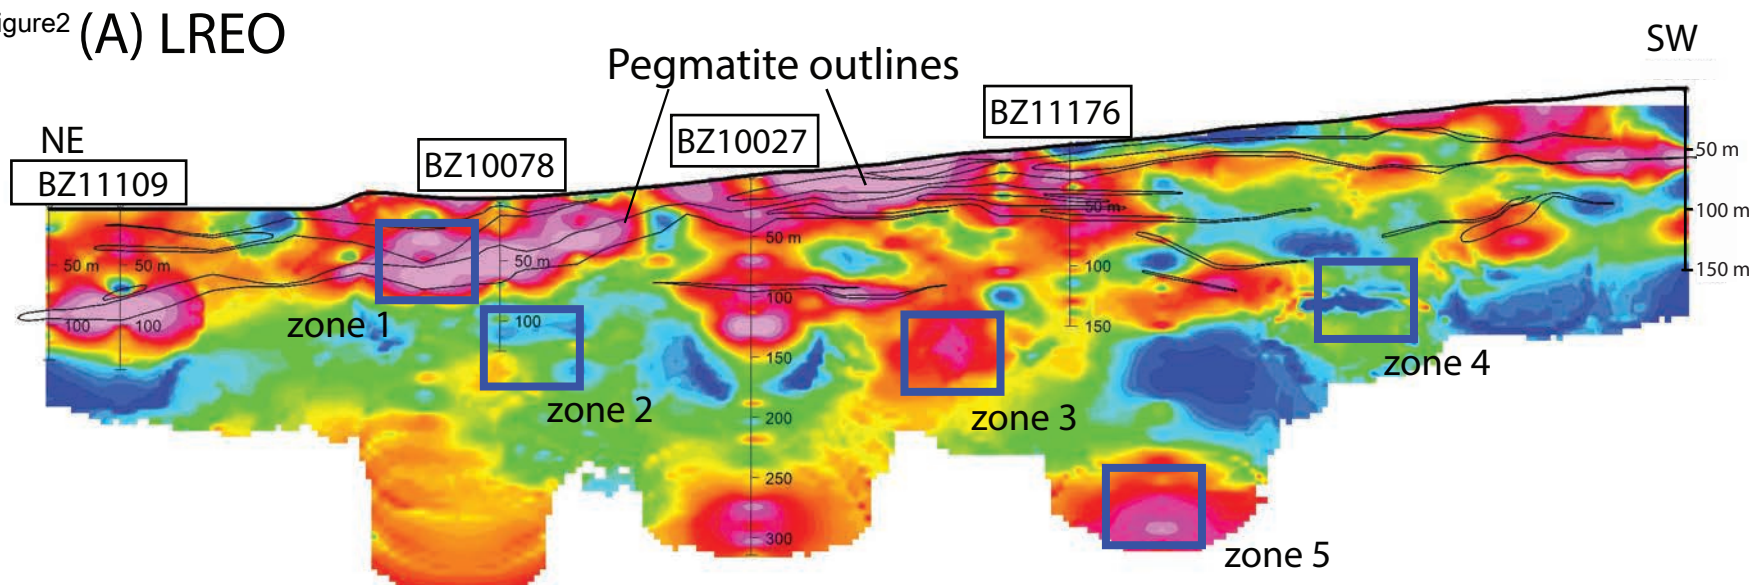 igure2 (A) LREO
SW
Pegmatite outlines
BZ11176
BZ10027
NE
BZ10078
BZ11109
50 m
100 m
150 m
50 m
50 m
50 m
50 m
50 m
100
100
100
100
100
150
150
200
250
300
zone 1
zone 2
zone 3
zone 4
zone 5